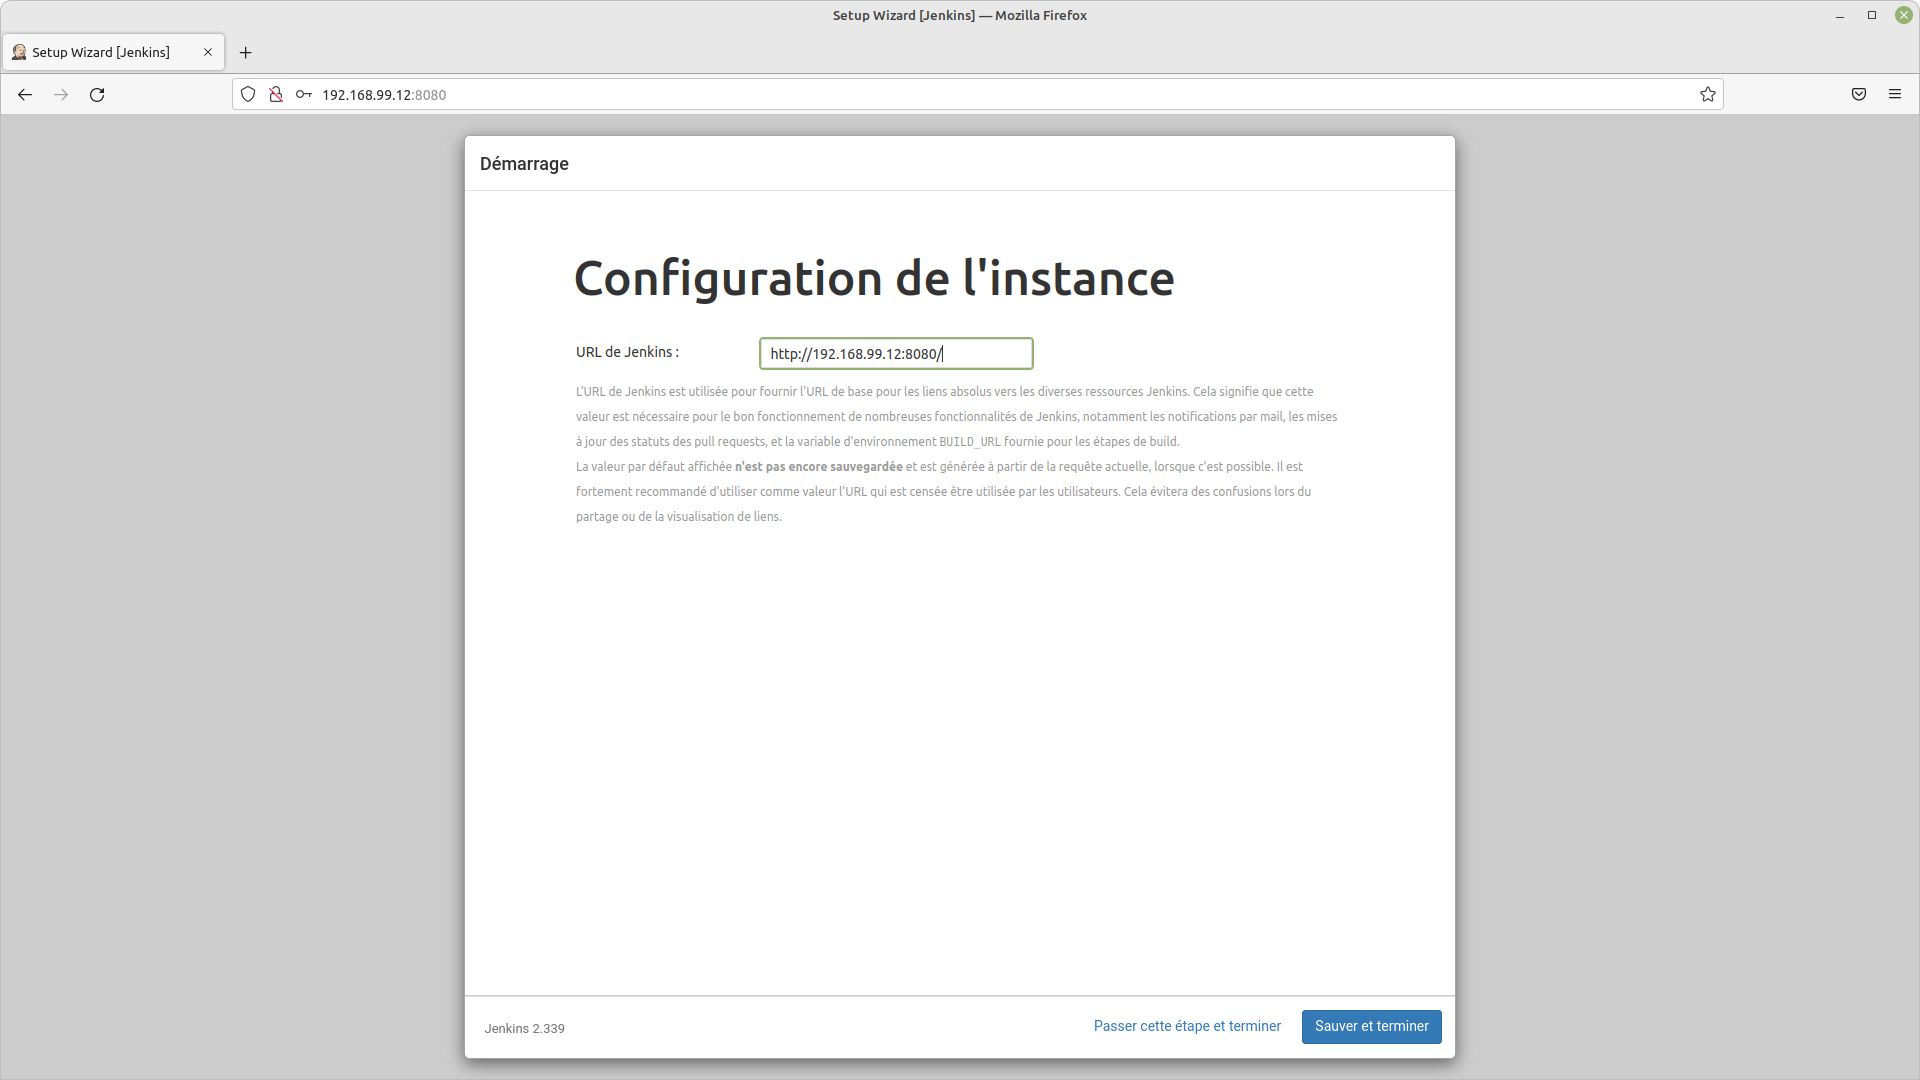 Setup Wizard [Jenkins] — Mozilla Firefox
Setup Wizard [Jenkins]
192.168.99.12:8080
Démarrage
Configuration de l'instance
URL de Jenkins :
http://192.168.99.12:8080/
L'URL de Jenkins est utilisée pour fournir l'URL de base pour les liens absolus vers les diverses ressources Jenkins. Cela signifie que cette
valeur est nécessaire pour le bon fonctionnement de nombreuses fonctionnalités de Jenkins, notamment les notifications par mail, les mises
à jour des statuts des pull requests, et la variable d'environnement BUILD_URL fournie pour les étapes de build.
La valeur par défaut affichée n'est pas encore sauvegardée et est générée à partir de la requête actuelle, lorsque c'est possible. Il est
fortement recommandé d'utiliser comme valeur l'URL qui est censée être utilisée par les utilisateurs. Cela évitera des confusions lors du
partage ou de la visualisation de liens.
Jenkins 2.339
Passer cette étape et terminer
Sauver et terminer